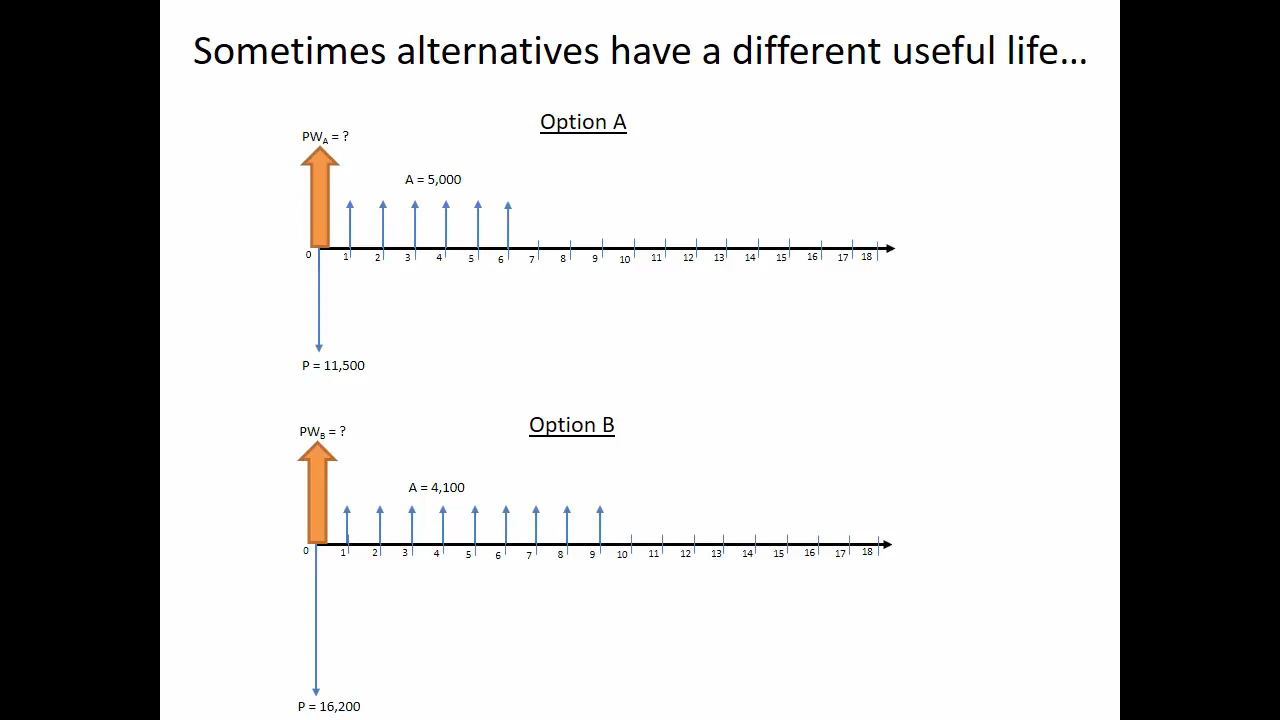 Sometimes alternatives have a different useful life…
Option A
PWA = ?
A = 5,000
0 1 2 3 4 5 6 7 8 9 10 11 12 13 14 15 16 17 18
P = 11,500
Option B
PWB = ?
A = 4,100
0 1 2 3 4 5 6 7 8 9 10 11 12 13 14 15 16 17 18
P = 16,200